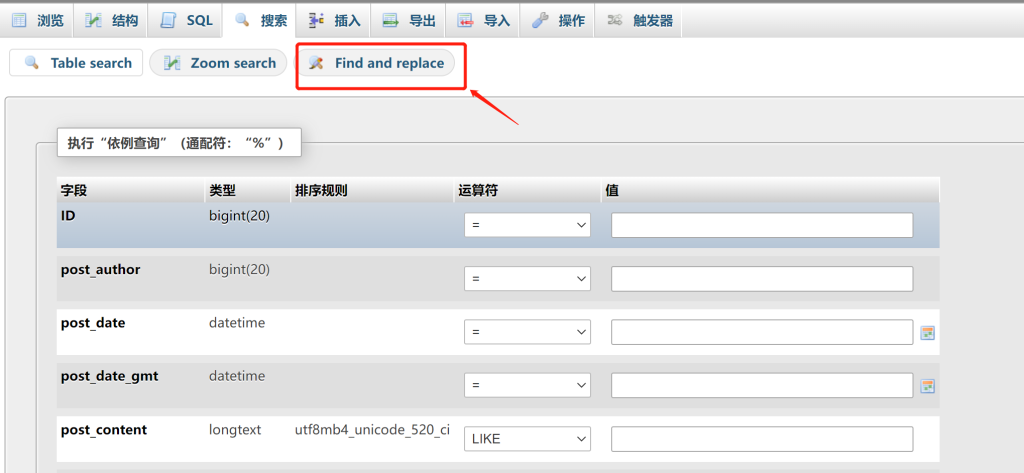 浏览 结构 SQL 搜索 插入 导出 导入 操作 触发器
Table search Zoom search Find and replace
执行“依例查询” （通配符：“%”）
字段 类型 排序规则 运算符 值
ID bigint(20) =
post_author bigint(20) =
post_date datetime =
post_date_gmt datetime =
post_content longtext utf8mb4_unicode_520_ci LIKE